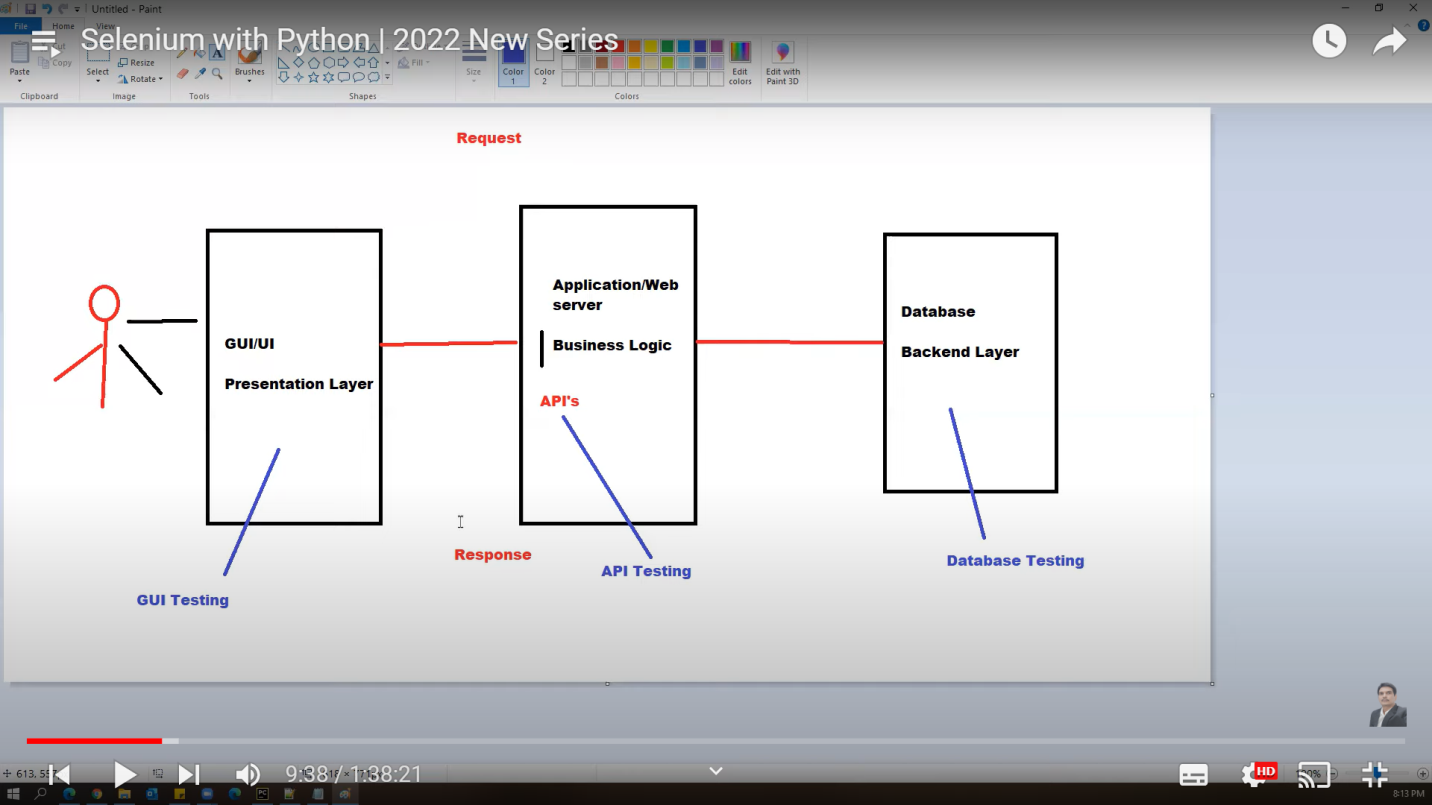 Untitled - Paint
File
Home
View
Selenium with Python | 2022 New Series
Paste
Cut
Copy
Clipboard
Select
Resize
Rotate
Image
Tools
Brushes
Shapes
Fill
Size
Color
1
Color
2
Colors
Edit
colors
Edit with
Paint 3D
Request
Application/Web
server
Business Logic
API's
GUI/UI
Presentation Layer
Database
Backend Layer
Response
API Testing
Database Testing
GUI Testing
9:38 / 1:38:21
HD
8:13 PM